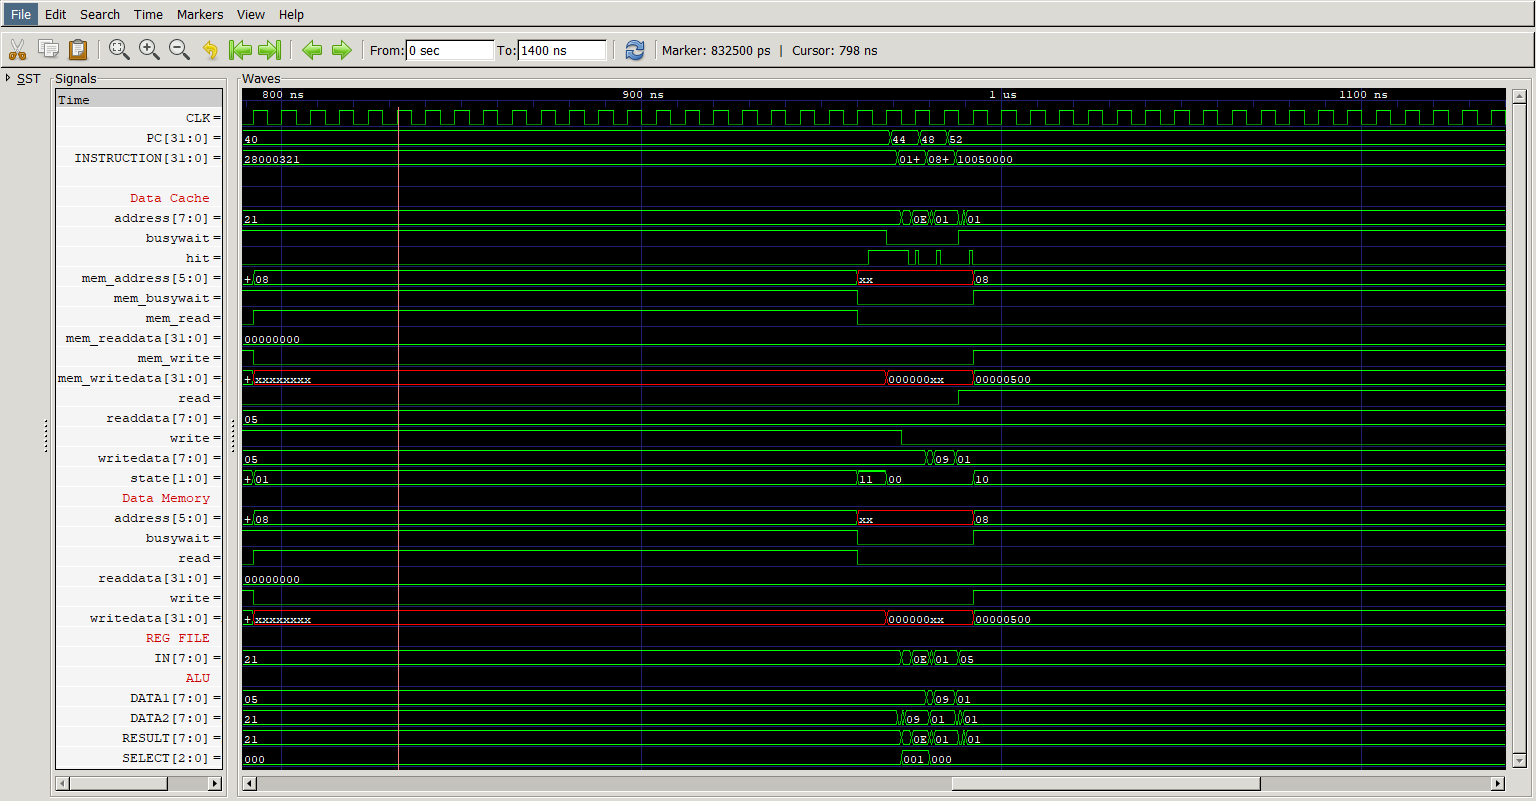 File Edit Search Time Markers View Help
From: 0 sec To: 1400 ns Marker: 832500 ps | Cursor: 798 ns
SST Signals Waves
Time 800 ns 900 ns 1 us 1100 ns
CLK =
PC[31:0] = 40 44 48 52
INSTRUCTION[31:0] = 28000321 01+ 08+ 10050000
Data Cache
address[7:0] = 21 0E 01 01
busywait =
hit =
mem_address[5:0] = + 08 xx 08
mem_busywait =
mem_read =
mem_readdata[31:0] = 00000000
mem_write =
mem_writedata[31:0] = + xxxxxxxx 000000xx 00000500
read =
readdata[7:0] = 05
write =
writedata[7:0] = 05 09 01
state[1:0] = + 01 11 00 10
Data Memory
address[5:0] = + 08 xx 08
busywait =
read =
readdata[31:0] = 00000000
write =
writedata[31:0] = + xxxxxxxx 000000xx 00000500
REG FILE
IN[7:0] = 21 0E 01 05
ALU
DATA1[7:0] = 05 09 01
DATA2[7:0] = 21 09 01 01
RESULT[7:0] = 21 0E 01 01
SELECT[2:0] = 000 001 000